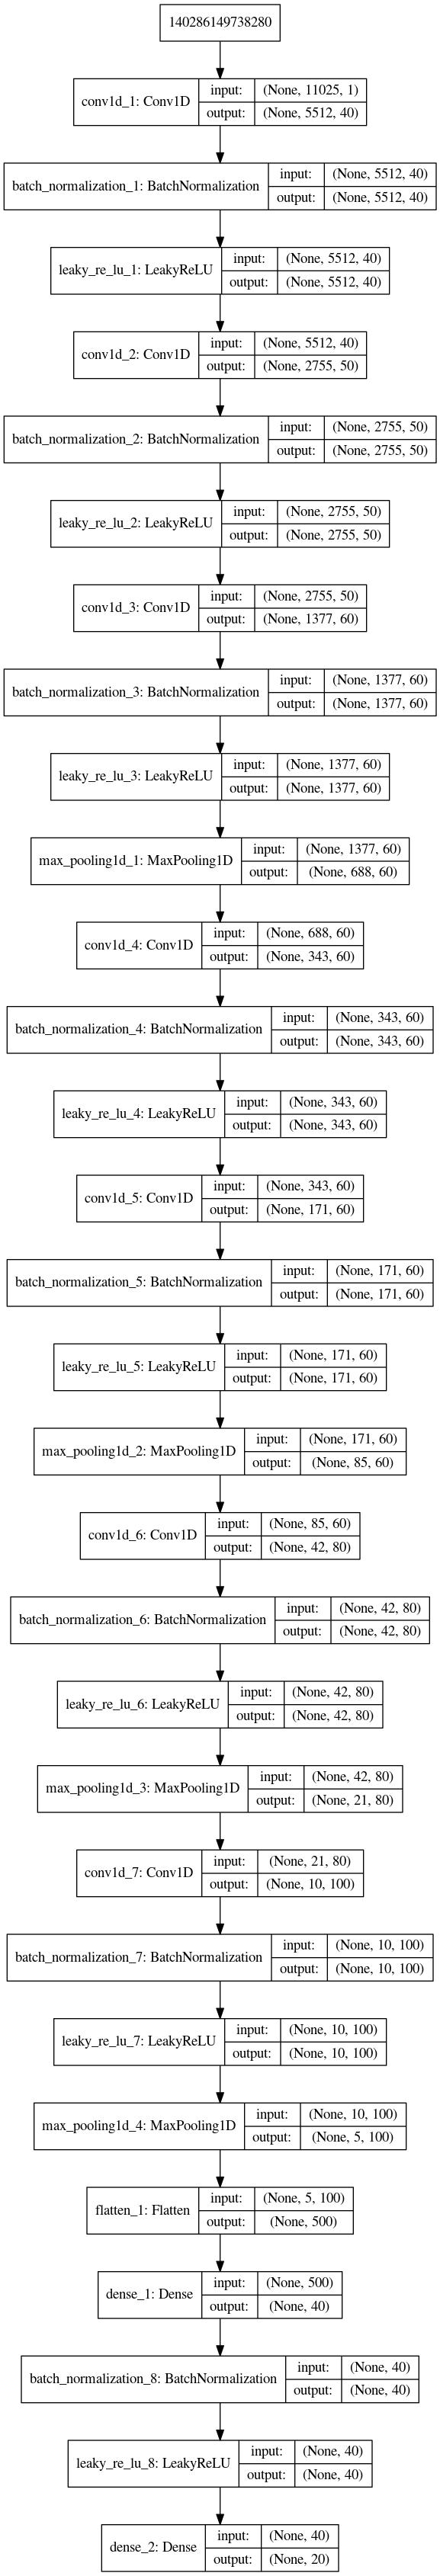 140286149738280
conv1d_1: Conv1D
input: (None, 11025, 1)
output: (None, 5512, 40)
batch_normalization_1: BatchNormalization
input: (None, 5512, 40)
output: (None, 5512, 40)
leaky_re_lu_1: LeakyReLU
input: (None, 5512, 40)
output: (None, 5512, 40)
conv1d_2: Conv1D
input: (None, 5512, 40)
output: (None, 2755, 50)
batch_normalization_2: BatchNormalization
input: (None, 2755, 50)
output: (None, 2755, 50)
leaky_re_lu_2: LeakyReLU
input: (None, 2755, 50)
output: (None, 2755, 50)
conv1d_3: Conv1D
input: (None, 2755, 50)
output: (None, 1377, 60)
batch_normalization_3: BatchNormalization
input: (None, 1377, 60)
output: (None, 1377, 60)
leaky_re_lu_3: LeakyReLU
input: (None, 1377, 60)
output: (None, 1377, 60)
max_pooling1d_1: MaxPooling1D
input: (None, 1377, 60)
output: (None, 688, 60)
conv1d_4: Conv1D
input: (None, 688, 60)
output: (None, 343, 60)
batch_normalization_4: BatchNormalization
input: (None, 343, 60)
output: (None, 343, 60)
leaky_re_lu_4: LeakyReLU
input: (None, 343, 60)
output: (None, 343, 60)
conv1d_5: Conv1D
input: (None, 343, 60)
output: (None, 171, 60)
batch_normalization_5: BatchNormalization
input: (None, 171, 60)
output: (None, 171, 60)
leaky_re_lu_5: LeakyReLU
input: (None, 171, 60)
output: (None, 171, 60)
max_pooling1d_2: MaxPooling1D
input: (None, 171, 60)
output: (None, 85, 60)
conv1d_6: Conv1D
input: (None, 85, 60)
output: (None, 42, 80)
batch_normalization_6: BatchNormalization
input: (None, 42, 80)
output: (None, 42, 80)
leaky_re_lu_6: LeakyReLU
input: (None, 42, 80)
output: (None, 42, 80)
max_pooling1d_3: MaxPooling1D
input: (None, 42, 80)
output: (None, 21, 80)
conv1d_7: Conv1D
input: (None, 21, 80)
output: (None, 10, 100)
batch_normalization_7: BatchNormalization
input: (None, 10, 100)
output: (None, 10, 100)
leaky_re_lu_7: LeakyReLU
input: (None, 10, 100)
output: (None, 10, 100)
max_pooling1d_4: MaxPooling1D
input: (None, 10, 100)
output: (None, 5, 100)
flatten_1: Flatten
input: (None, 5, 100)
output: (None, 500)
dense_1: Dense
input: (None, 500)
output: (None, 40)
batch_normalization_8: BatchNormalization
input: (None, 40)
output: (None, 40)
leaky_re_lu_8: LeakyReLU
input: (None, 40)
output: (None, 40)
dense_2: Dense
input: (None, 40)
output: (None, 20)